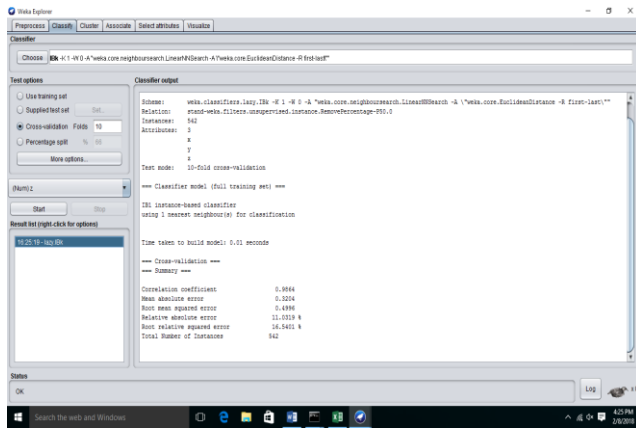 Weka Explorer
Preprocess Classify Cluster Associate Select attributes Visualize
Classifier
Choose IBk -K 1 -W 0 -A "weka.core.neighboursearch.LinearNNSearch -A \"weka.core.EuclideanDistance -R first-last\""
Test options
Use training set
Supplied test set Set...
Cross-validation Folds 10
Percentage split % 66
More options...
(Num) z
Start Stop
Result list (right-click for options)
16:25:19 - lazy.IBk
Classifier output
Scheme: weka.classifiers.lazy.IBk -K 1 -W 0 -A "weka.core.neighboursearch.LinearNNSearch -A \"weka.core.EuclideanDistance -R first-last\""
Relation: stand-weka.filters.unsupervised.instance.RemovePercentage-P50.0
Instances: 542
Attributes: 3
x
y
z
Test mode: 10-fold cross-validation
=== Classifier model (full training set) ===
IB1 instance-based classifier
using 1 nearest neighbour(s) for classification
Time taken to build model: 0.01 seconds
=== Cross-validation ===
=== Summary ===
Correlation coefficient 0.9864
Mean absolute error 0.3204
Root mean squared error 0.4996
Relative absolute error 11.0319 %
Root relative squared error 16.5401 %
Total Number of Instances 542
Status
OK
Log
Search the web and Windows
4:25 PM
2/8/2018